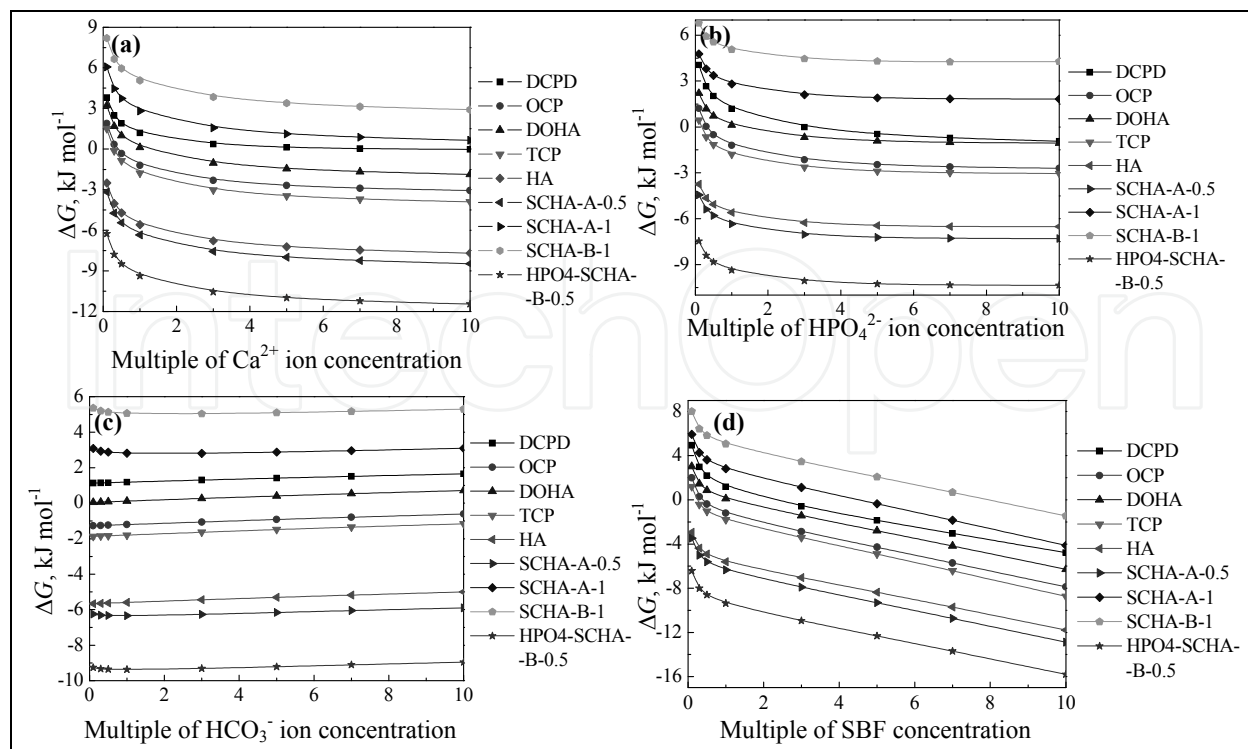 (a)
9
6
3
0
-3
-6
-9
-12
ΔG, kJ mol⁻¹
0 2 4 6 8 10
Multiple of Ca²⁺ ion concentration
DCPD
OCP
DOHA
TCP
HA
SCHA-A-0.5
SCHA-A-1
SCHA-B-1
HPO4-SCHA-
-B-0.5
(b)
6
3
0
-3
-6
-9
ΔG, kJ mol⁻¹
0 2 4 6 8 10
Multiple of HPO₄²⁻ ion concentration
DCPD
OCP
DOHA
TCP
HA
SCHA-A-0.5
SCHA-A-1
SCHA-B-1
HPO4-SCHA-
-B-0.5
IntechOpen
(c)
6
4
2
0
-2
-4
-6
-8
-10
ΔG, kJ mol⁻¹
0 2 4 6 8 10
Multiple of HCO₃⁻ ion concentration
DCPD
OCP
DOHA
TCP
HA
SCHA-A-0.5
SCHA-A-1
SCHA-B-1
HPO4-SCHA-
-B-0.5
(d)
8
4
0
-4
-8
-12
-16
ΔG, kJ mol⁻¹
0 2 4 6 8 10
Multiple of SBF concentration
DCPD
OCP
DOHA
TCP
HA
SCHA-A-0.5
SCHA-A-1
SCHA-B-1
HPO4-SCHA-
-B-0.5